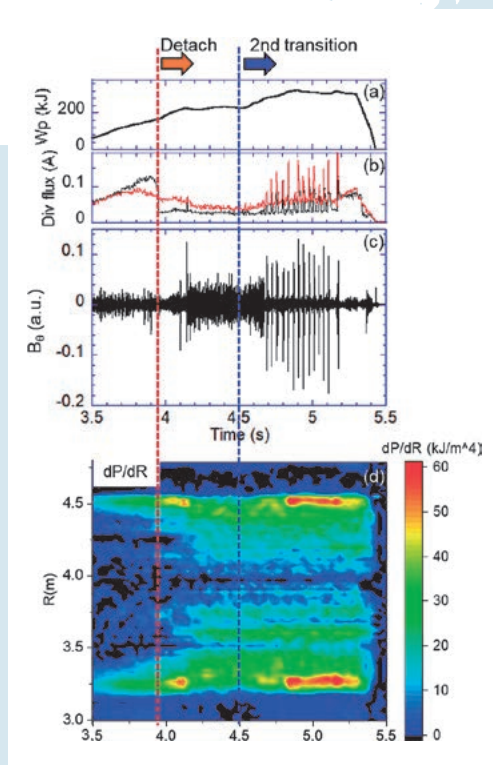 Detach 2nd transition
(a)
Wp (kJ)
200
0
(b)
Div flux (A)
0.1
0
(c)
B_θ (a.u.)
0.1
0
-0.1
-0.2
3.5 4.0 4.5 5.0 5.5
Time (s)
dP/dR (kJ/m^4)
dP/dR
(d)
R(m)
4.5
4.0
3.5
3.0
60
50
40
30
20
10
0
3.5 4.0 4.5 5.0 5.5